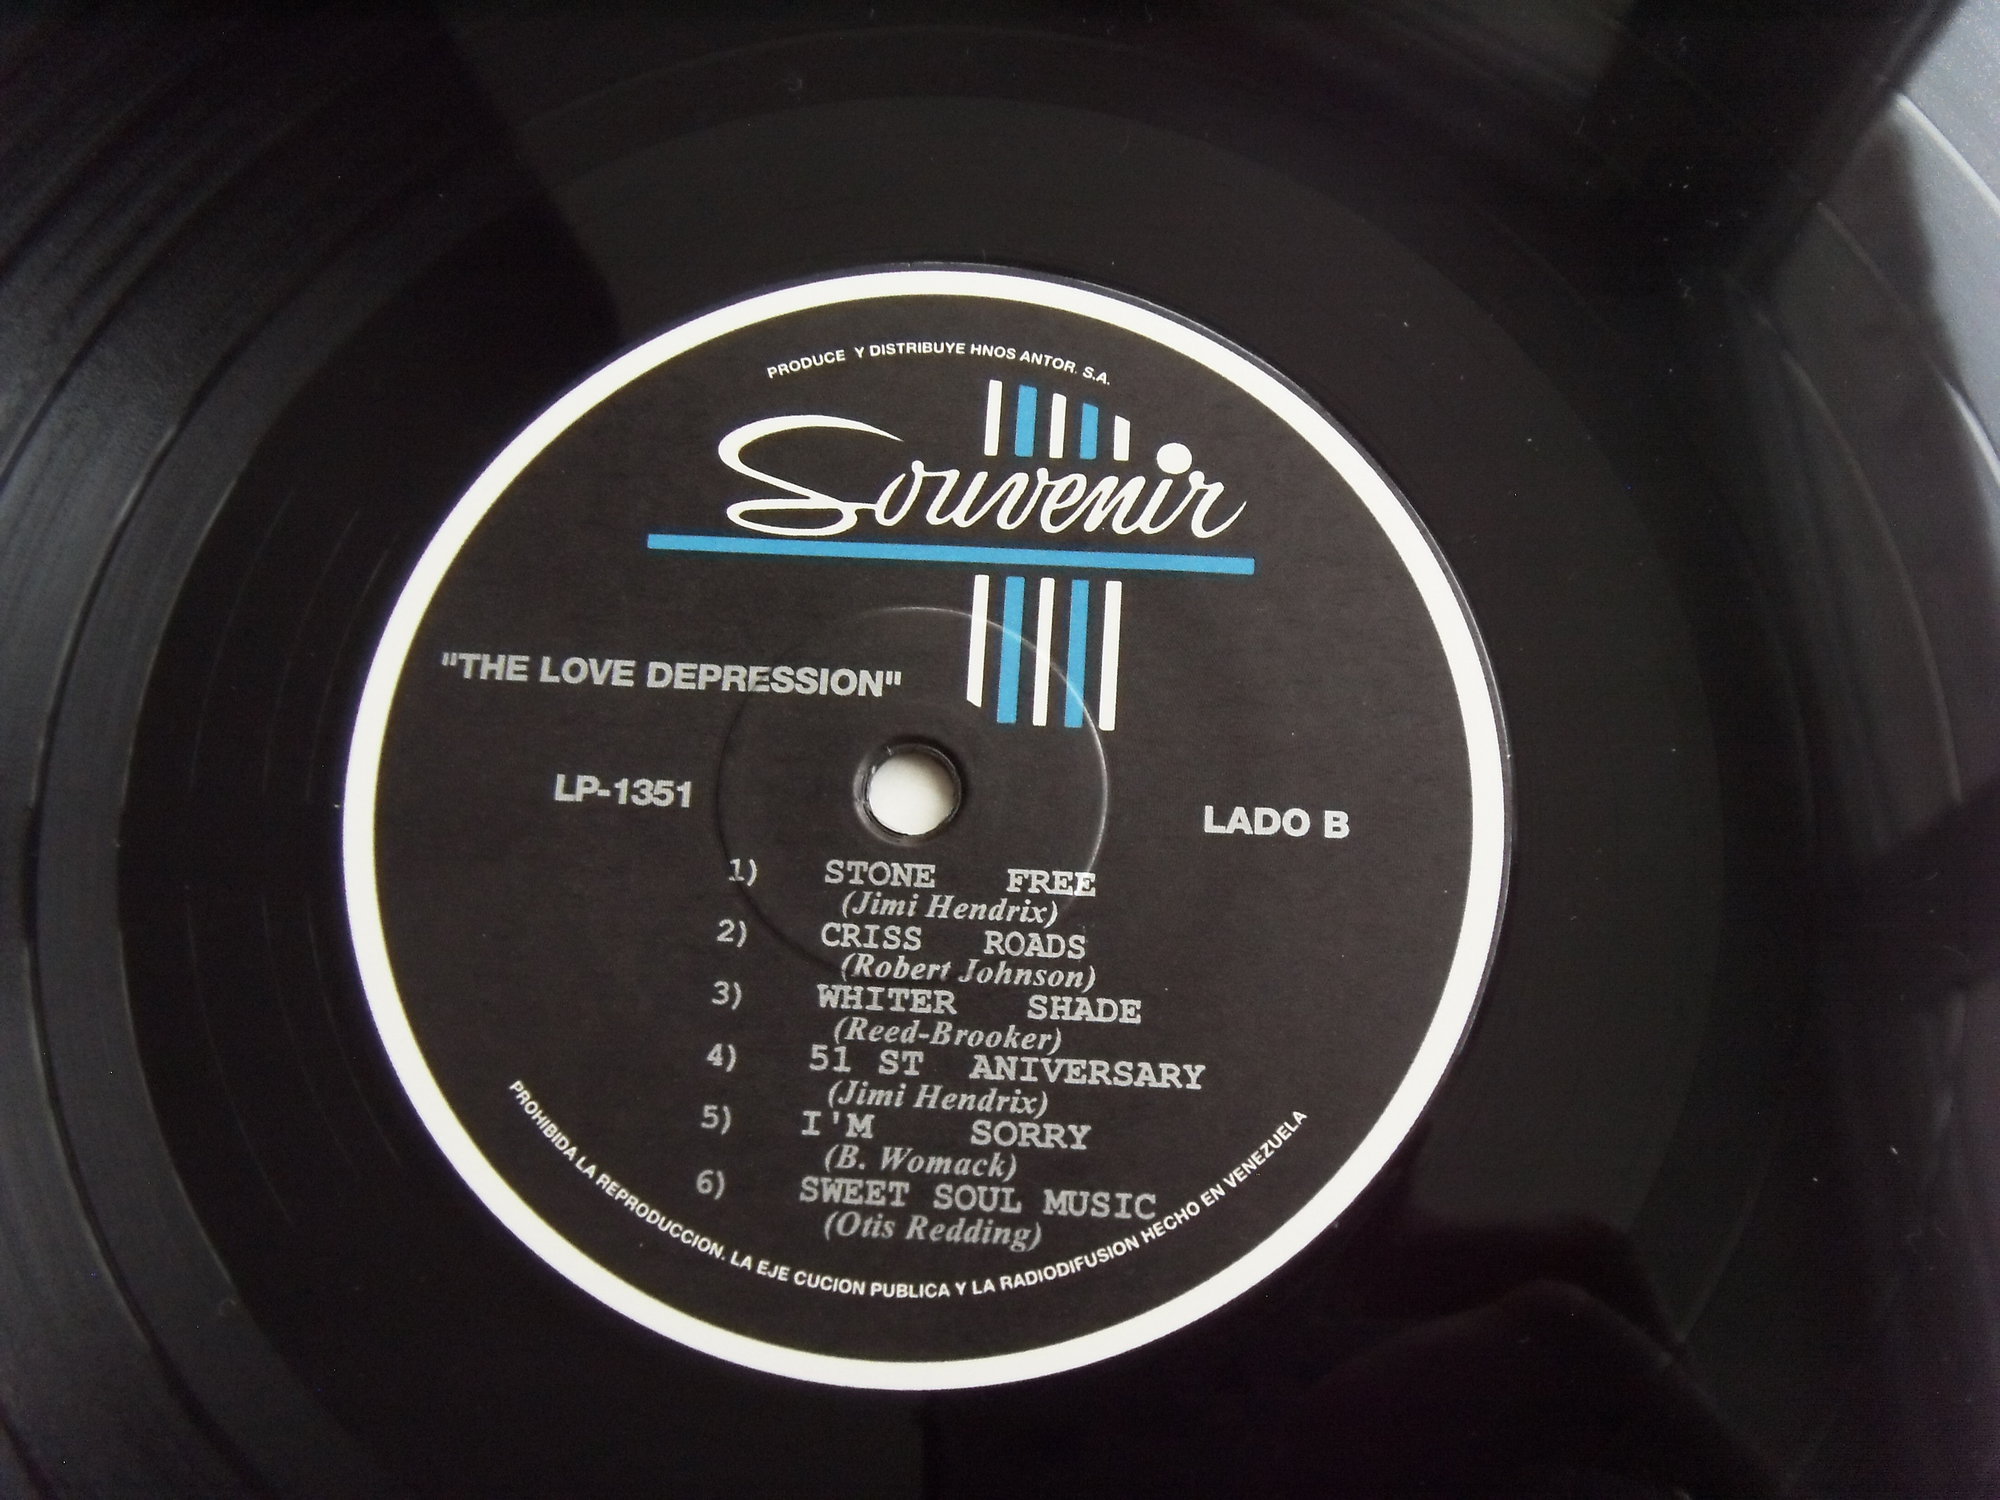 PRODUCE Y DISTRIBUYE HNOS ANTOR. S.A.
Souvenir
"THE LOVE DEPRESSION"
LP-1351
LADO B
1) STONE FREE
(Jimi Hendrix)
2) CRISS ROADS
(Robert Johnson)
3) WHITER SHADE
(Reed-Brooker)
4) 51 ST ANIVERSARY
(Jimi Hendrix)
5) I'M SORRY
(B. Womack)
6) SWEET SOUL MUSIC
(Otis Redding)
PROHIBIDA LA REPRODUCCION. LA EJE CUCION PUBLICA Y LA RADIODIFUSION HECHO EN VENEZUELA